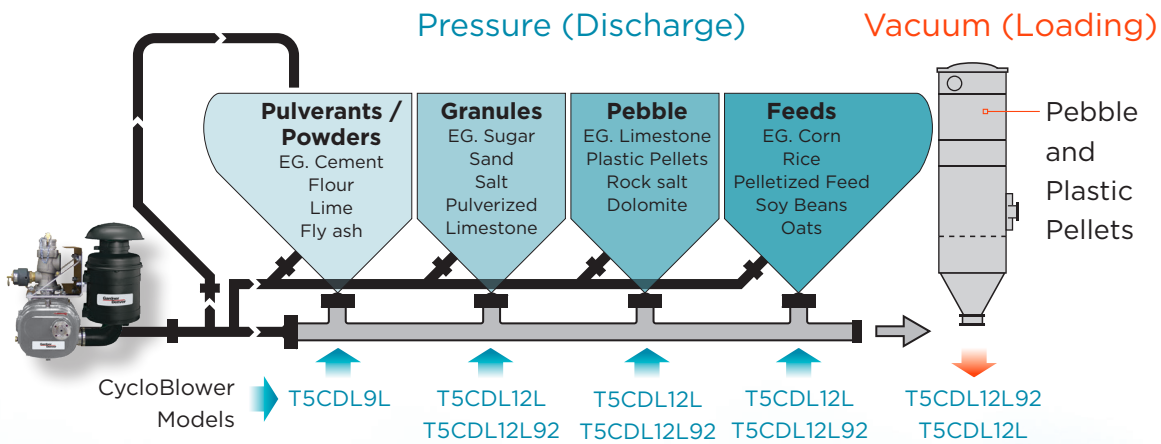 Pressure (Discharge)
Vacuum (Loading)
Pulverants /
Powders
EG. Cement
Flour
Lime
Fly ash
Granules
EG. Sugar
Sand
Salt
Pulverized
Limestone
Pebble
EG. Limestone
Plastic Pellets
Rock salt
Dolomite
Feeds
EG. Corn
Rice
Pelletized Feed
Soy Beans
Oats
Pebble
and
Plastic
Pellets
Gardner
Denver
CycloBlower
Models
T5CDL9L
T5CDL12L
T5CDL12L92
T5CDL12L
T5CDL12L92
T5CDL12L
T5CDL12L92
T5CDL12L92
T5CDL12L